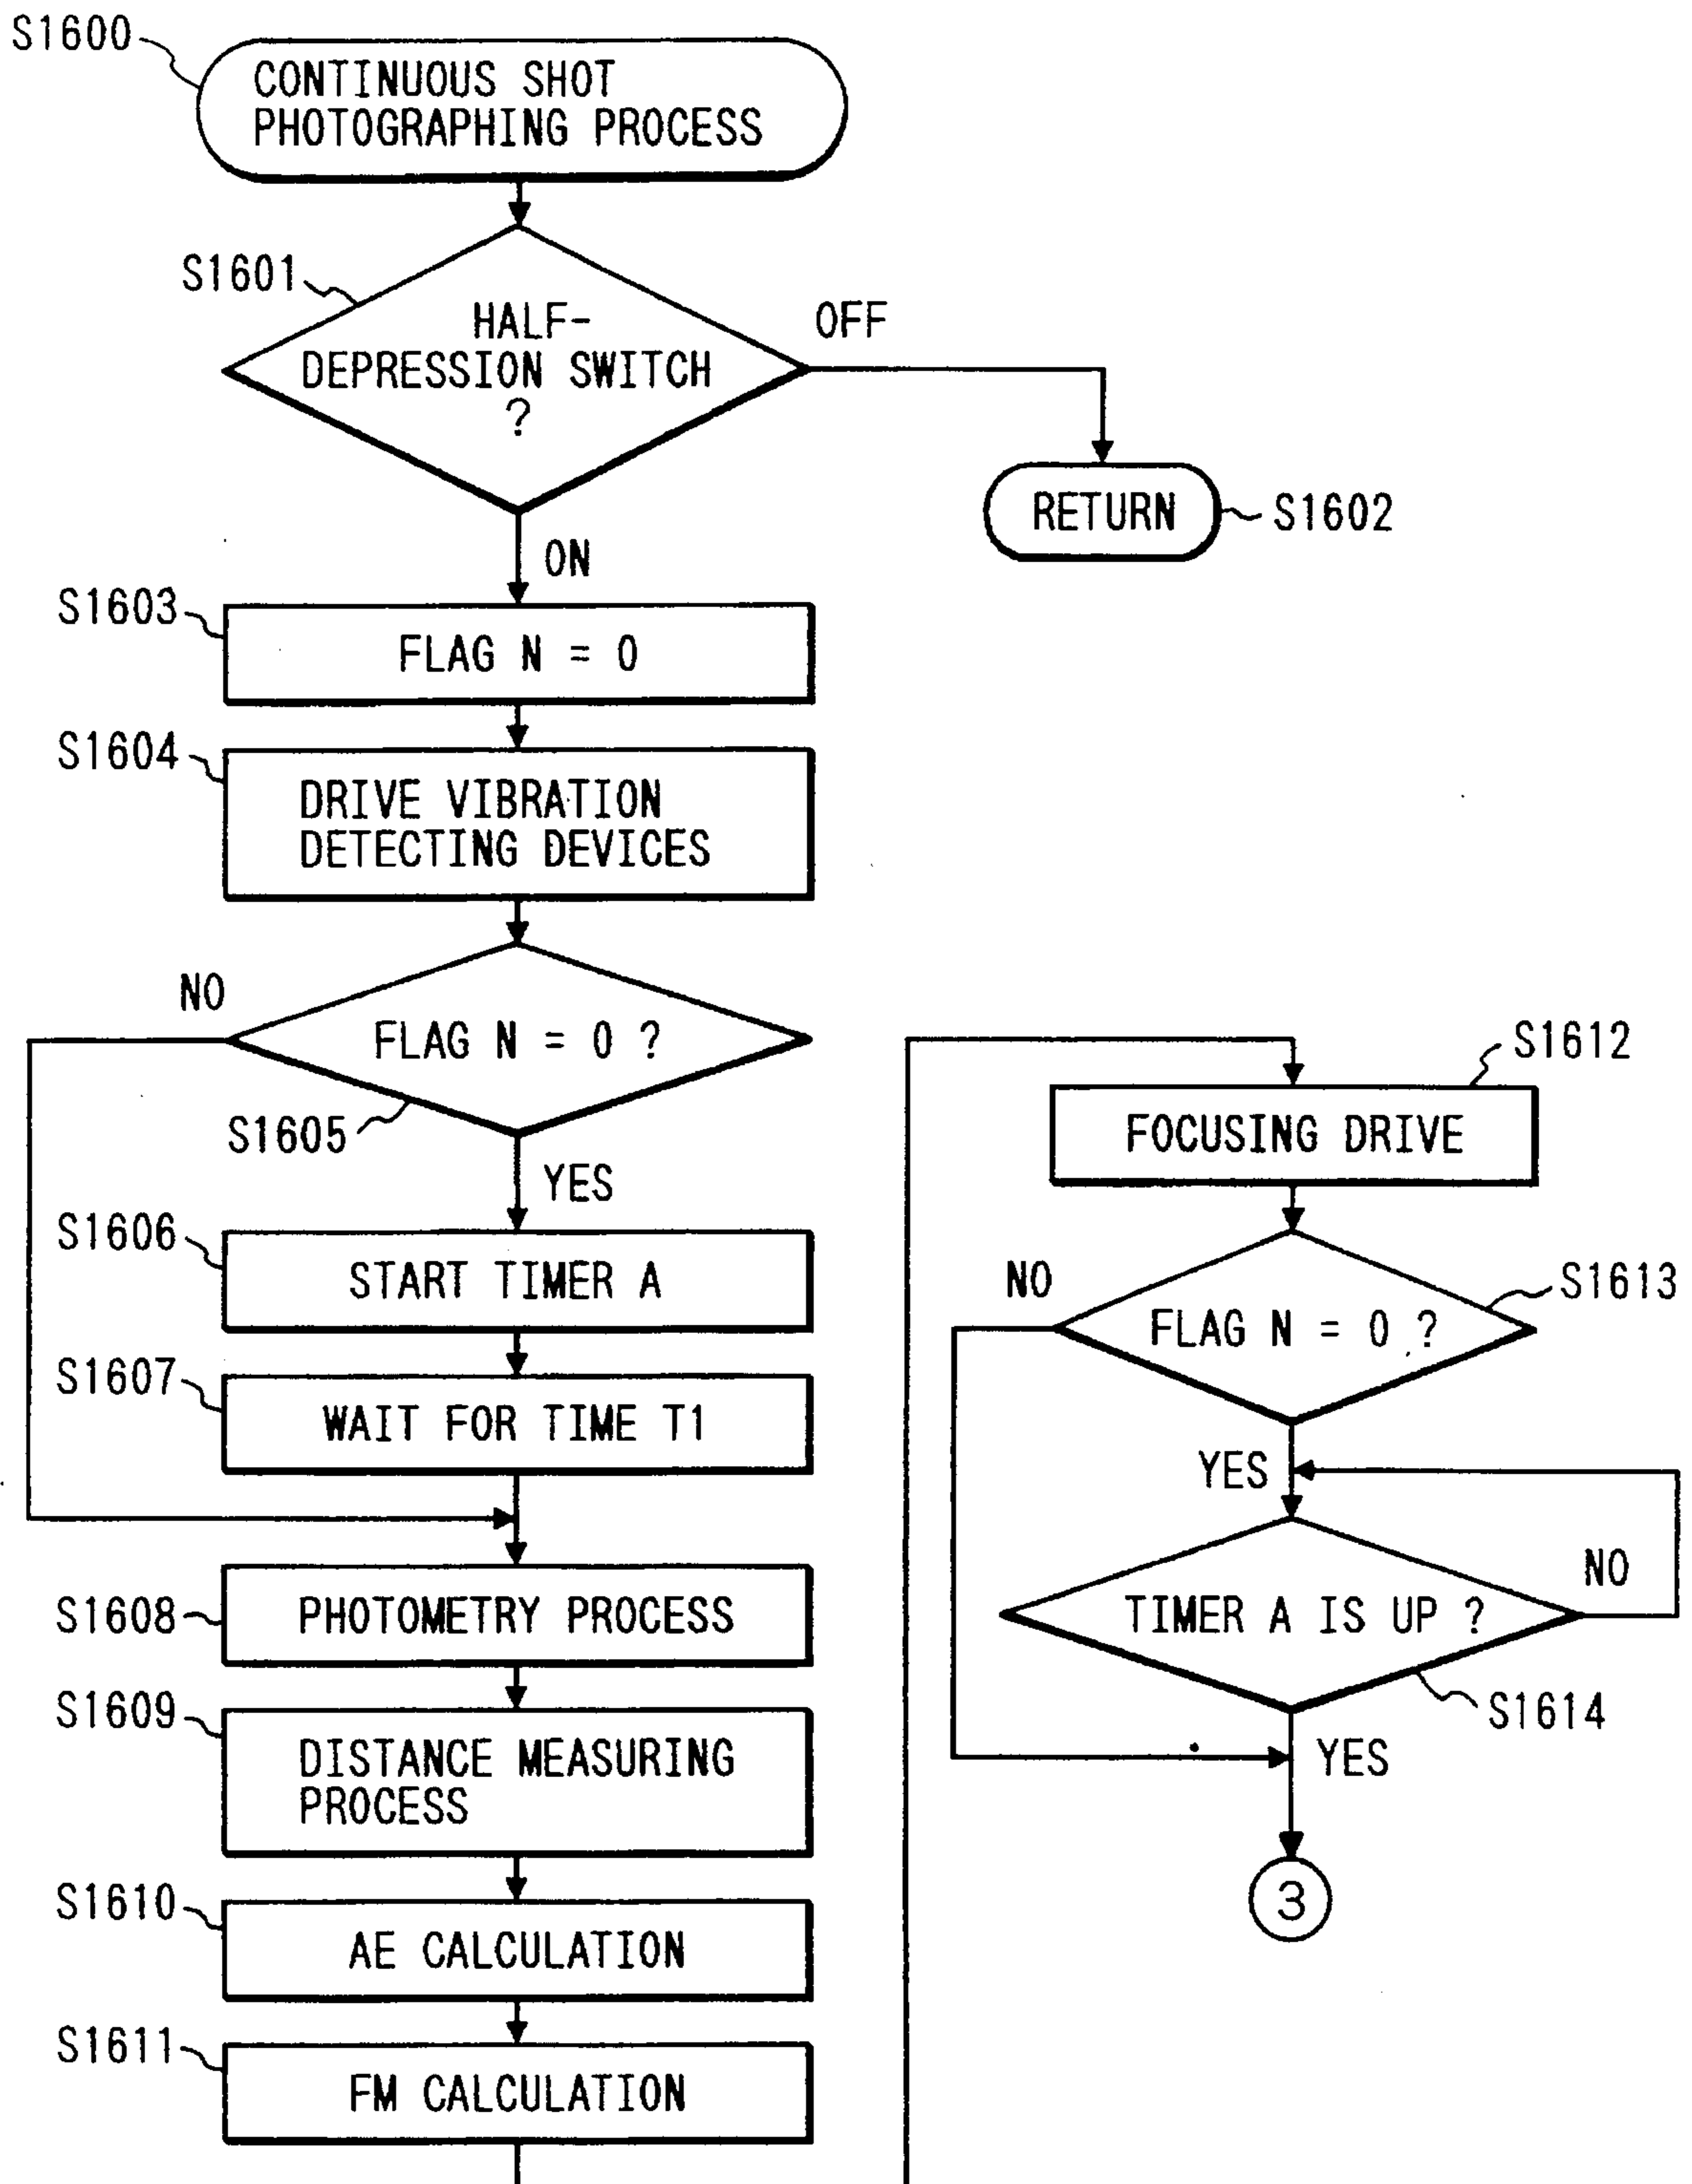 S1600
CONTINUOUS SHOT
PHOTOGRAPHING PROCESS
S1601
HALF-
DEPRESSION SWITCH
?
OFF
RETURN
S1602
ON
S1603
FLAG N = 0
S1604
DRIVE VIBRATION
DETECTING DEVICES
NO
FLAG N = 0 ?
S1605
YES
S1606
START TIMER A
S1607
WAIT FOR TIME T1
S1608
PHOTOMETRY PROCESS
S1609
DISTANCE MEASURING
PROCESS
S1610
AE CALCULATION
S1611
FM CALCULATION
S1612
FOCUSING DRIVE
NO
S1613
FLAG N = 0 ?
YES
NO
TIMER A IS UP ?
S1614
YES
3